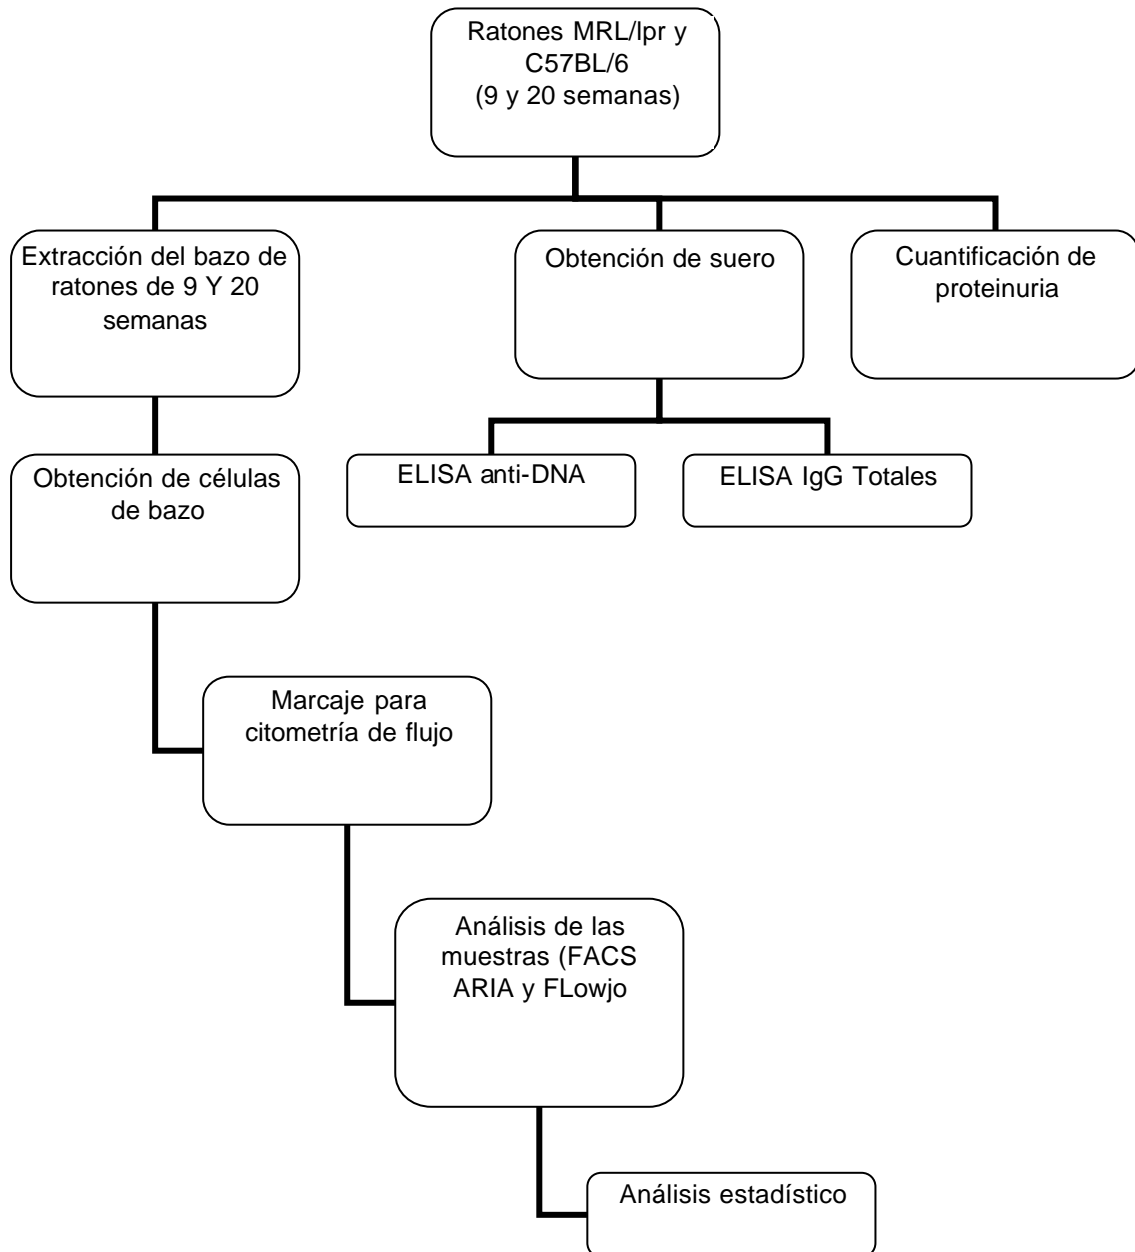 Ratones MRL/lpr y
C57BL/6
(9 y 20 semanas)
Extracción del bazo de
ratones de 9 Y 20
semanas
Obtención de suero
Cuantificación de
proteinuria
Obtención de células
de bazo
ELISA anti-DNA
ELISA IgG Totales
Marcaje para
citometría de flujo
Análisis de las
muestras (FACS
ARIA y FLowjo
Análisis estadístico